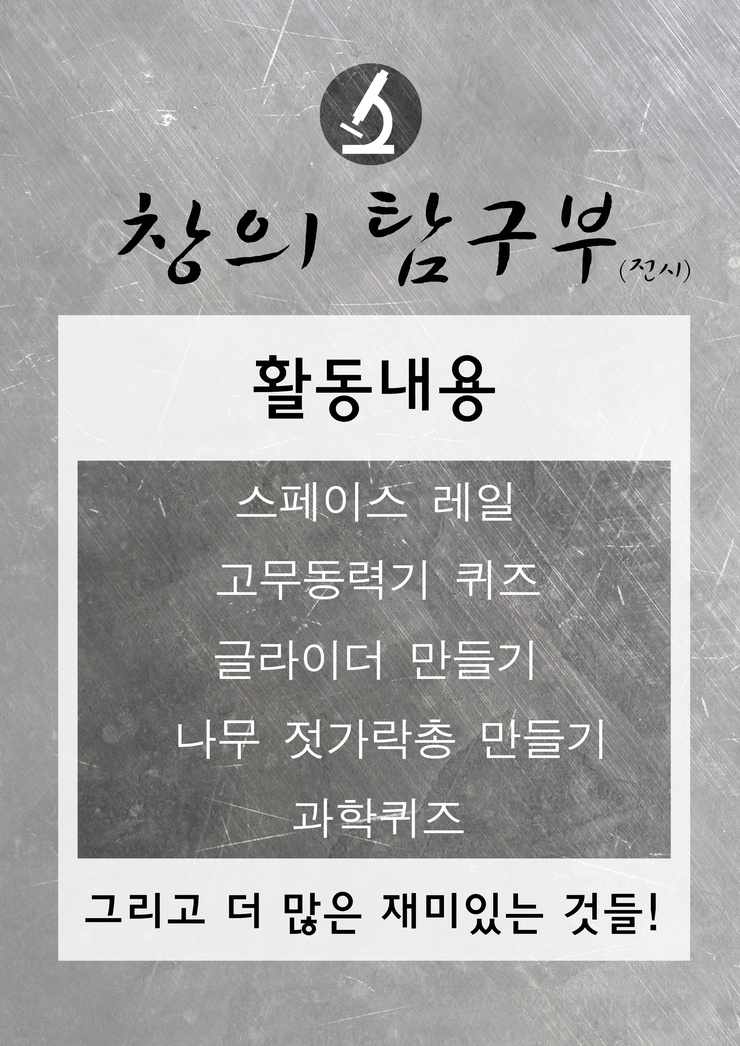 창의 탐구부
(전시)
활동내용
스페이스 레일
고무동력기 퀴즈
글라이더 만들기
나무 젓가락총 만들기
과학퀴즈
그리고 더 많은 재미있는 것들!